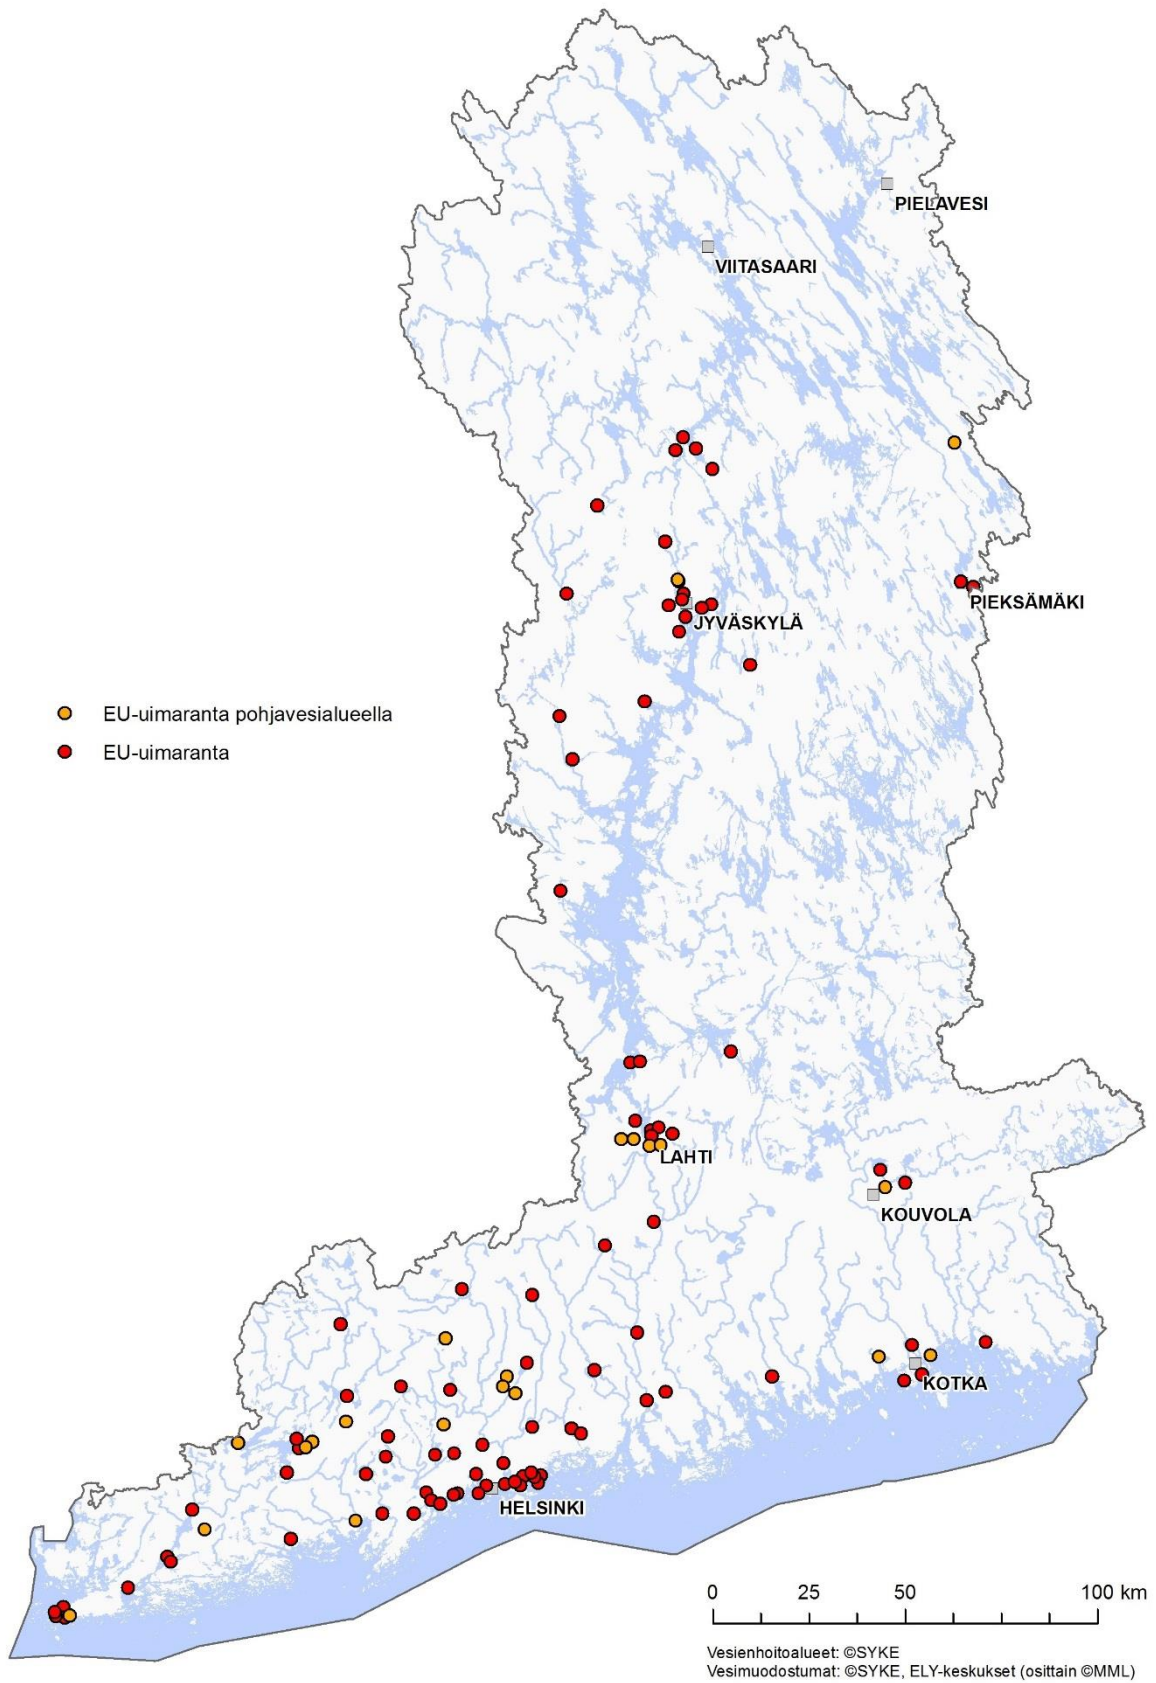 PIELAVESI
VIITASAARI
PIEKSÄMÄKI
JYVÄSKYLÄ
EU-uimaranta pohjavesialueella
EU-uimaranta
LAHTI
KOUVOLA
KOTKA
HELSINKI
0 25 50 100 km
Vesienhoitoalueet: ©SYKE
Vesimuodostumat: ©SYKE, ELY-keskukset (osittain ©MML)